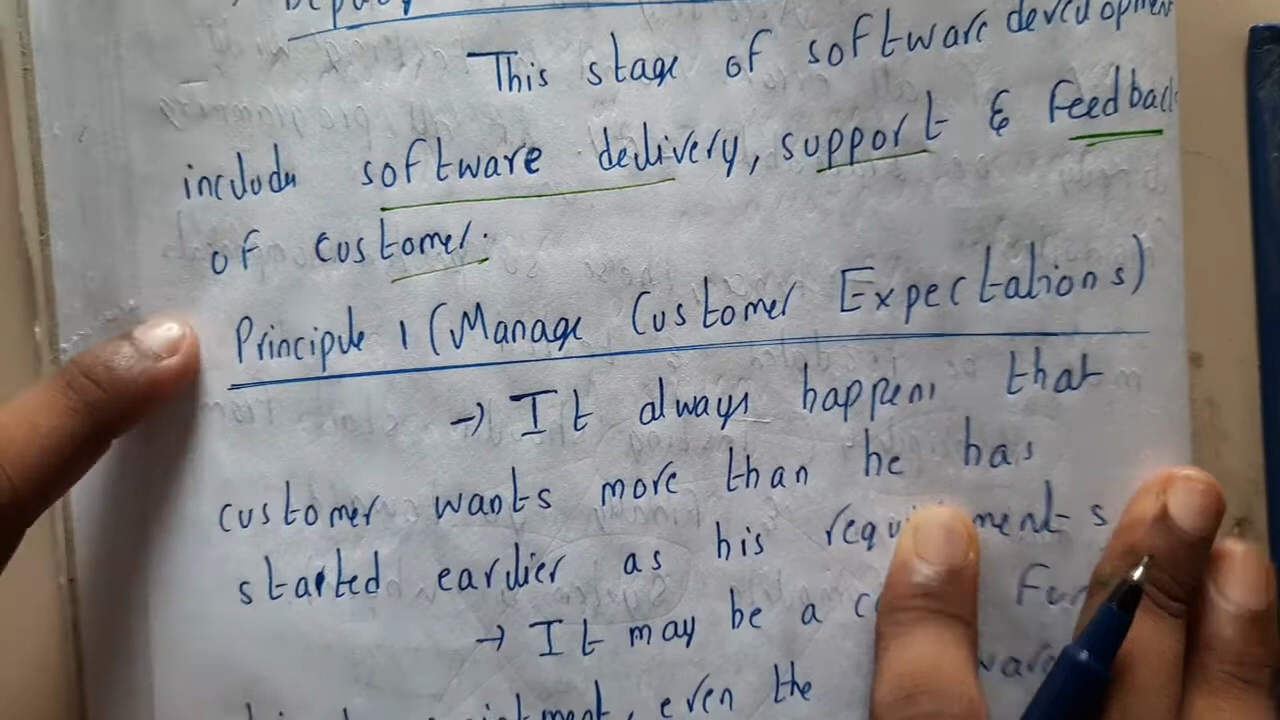 This stage of software development
include software delivery, support & feedback
of customer.
Principle 1 (Manage Customer Expectations)
→ It always happens that
customer wants more than he has
started earlier as his requirements
→ It may be a
even the